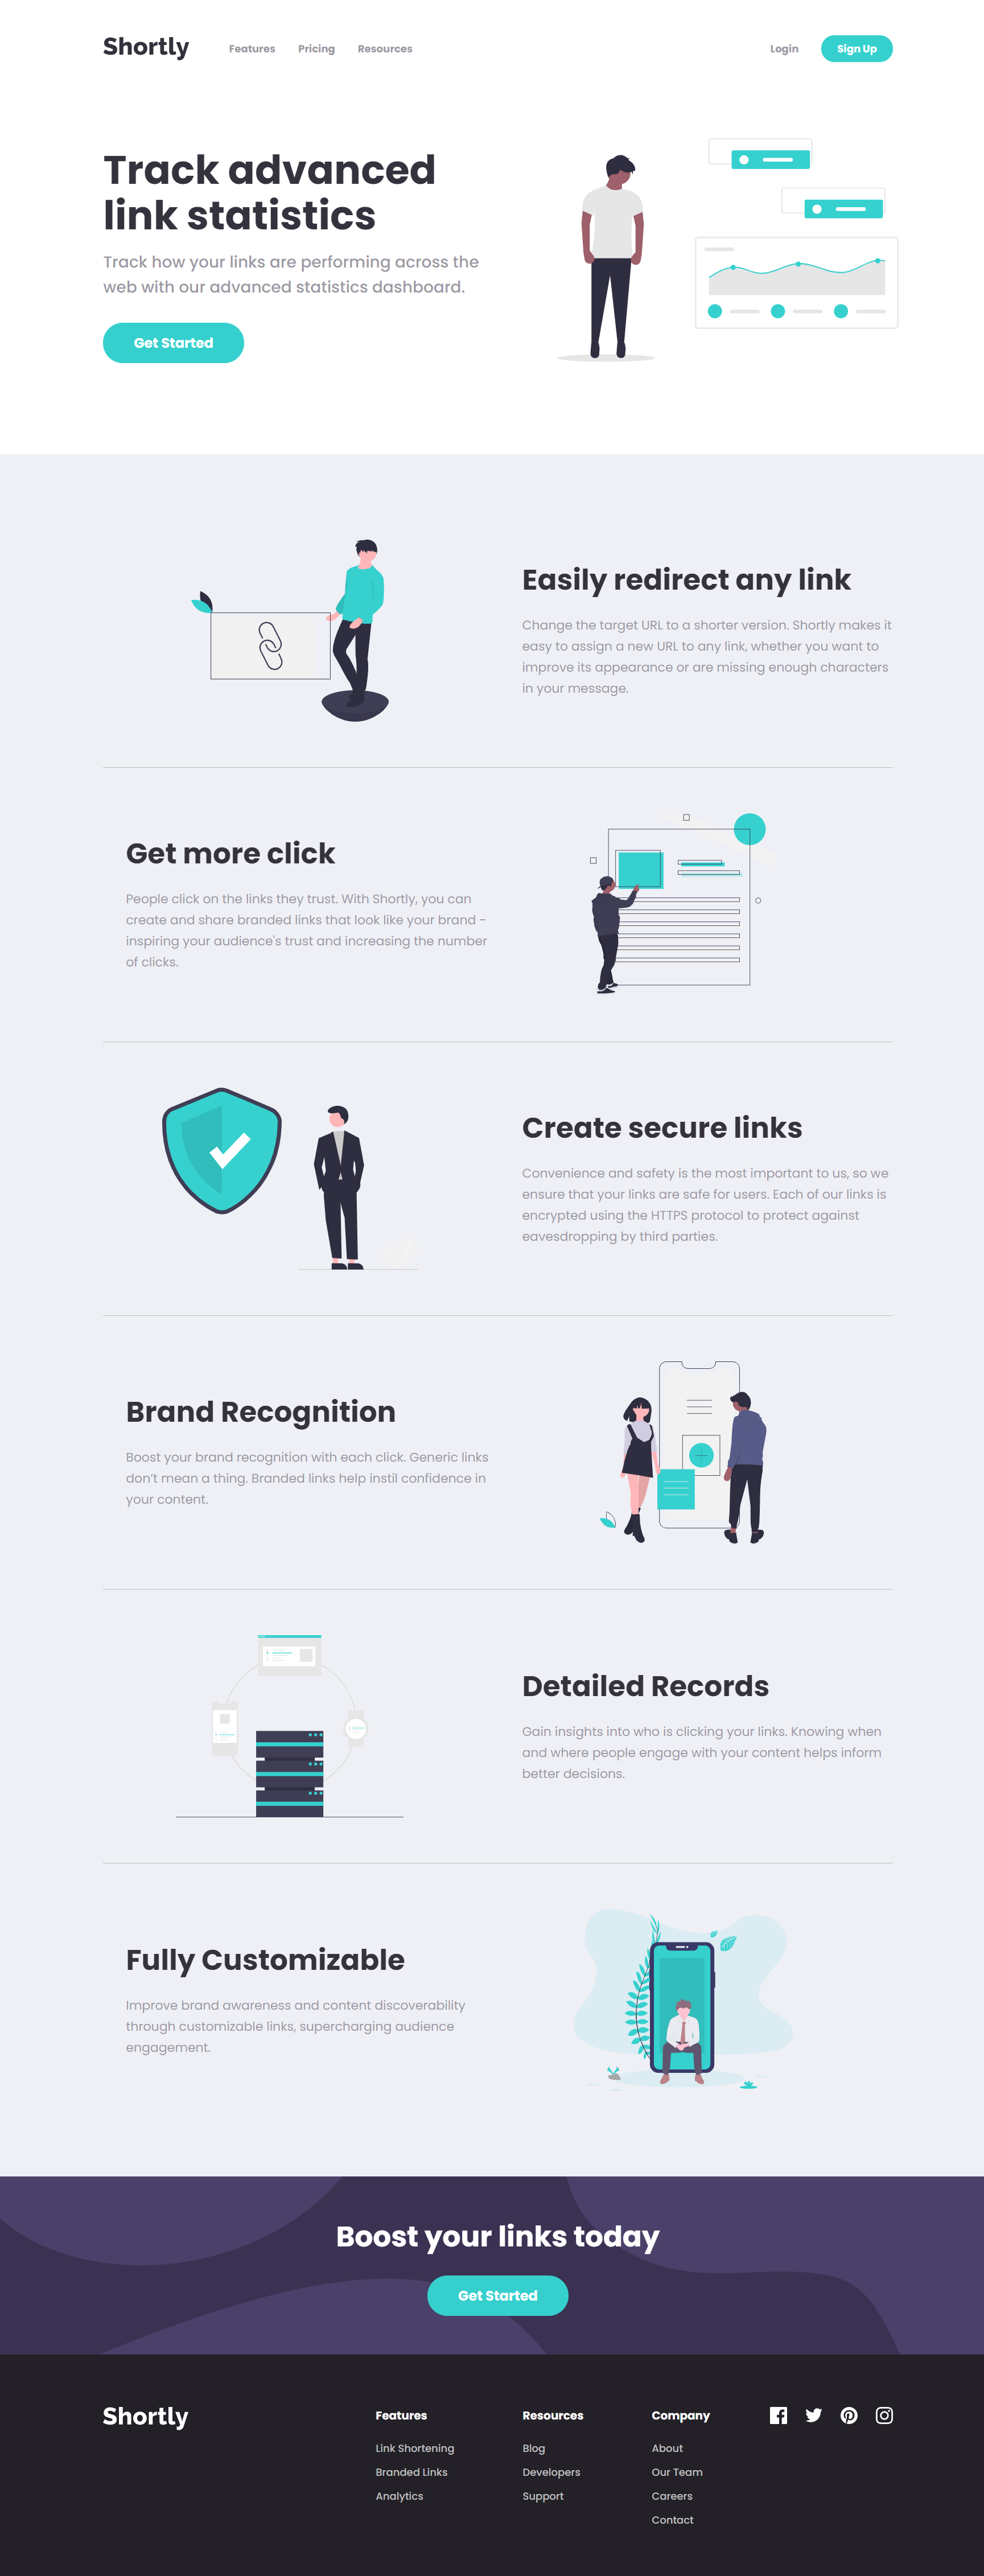 Shortly
Features
Pricing
Resources
Login
Sign Up
Track advanced
link statistics
Track how your links are performing across the
web with our advanced statistics dashboard.
Get Started
Easily redirect any link
Change the target URL to a shorter version. Shortly makes it
easy to assign a new URL to any link, whether you want to
improve its appearance or are missing enough characters
in your message.
Get more click
People click on the links they trust. With Shortly, you can
create and share branded links that look like your brand -
inspiring your audience's trust and increasing the number
of clicks.
Create secure links
Convenience and safety is the most important to us, so we
ensure that your links are safe for users. Each of our links is
encrypted using the HTTPS protocol to protect against
eavesdropping by third parties.
Brand Recognition
Boost your brand recognition with each click. Generic links
don’t mean a thing. Branded links help instil confidence in
your content.
Detailed Records
Gain insights into who is clicking your links. Knowing when
and where people engage with your content helps inform
better decisions.
Fully Customizable
Improve brand awareness and content discoverability
through customizable links, supercharging audience
engagement.
Boost your links today
Get Started
Shortly
Features
Link Shortening
Branded Links
Analytics
Resources
Blog
Developers
Support
Company
About
Our Team
Careers
Contact